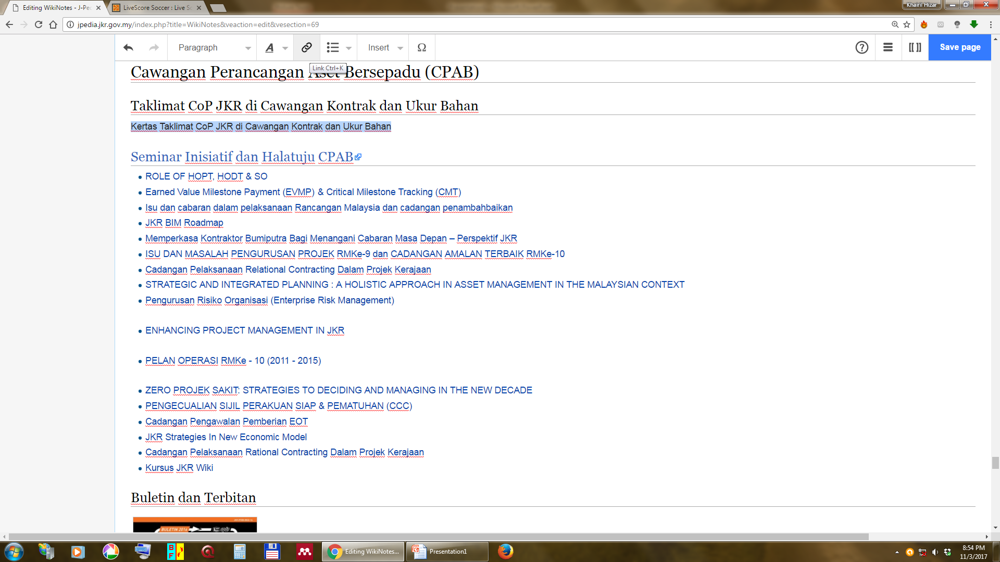 Editing WikiNotes - J-Pe
LiveScore Soccer : Live Sc
Khairil Hizar
jpedia.jkr.gov.my/index.php?title=WikiNotes&veaction=edit&vesection=69
Paragraph
A
Insert
Ω
?
Save page
Link Ctrl+K
Cawangan Perancangan Aset Bersepadu (CPAB)
Taklimat CoP JKR di Cawangan Kontrak dan Ukur Bahan
Kertas Taklimat CoP JKR di Cawangan Kontrak dan Ukur Bahan
Seminar Inisiatif dan Halatuju CPAB
ROLE OF HOPT, HODT & SO
Earned Value Milestone Payment (EVMP) & Critical Milestone Tracking (CMT)
Isu dan cabaran dalam pelaksanaan Rancangan Malaysia dan cadangan penambahbaikan
JKR BIM Roadmap
Memperkasa Kontraktor Bumiputra Bagi Menangani Cabaran Masa Depan – Perspektif JKR
ISU DAN MASALAH PENGURUSAN PROJEK RMKe-9 dan CADANGAN AMALAN TERBAIK RMKe-10
Cadangan Pelaksanaan Relational Contracting Dalam Projek Kerajaan
STRATEGIC AND INTEGRATED PLANNING : A HOLISTIC APPROACH IN ASSET MANAGEMENT IN THE MALAYSIAN CONTEXT
Pengurusan Risiko Organisasi (Enterprise Risk Management)
ENHANCING PROJECT MANAGEMENT IN JKR
PELAN OPERASI RMKe - 10 (2011 - 2015)
ZERO PROJEK SAKIT: STRATEGIES TO DECIDING AND MANAGING IN THE NEW DECADE
PENGECUALIAN SIJIL PERAKUAN SIAP & PEMATUHAN (CCC)
Cadangan Pengawalan Pemberian EOT
JKR Strategies In New Economic Model
Cadangan Pelaksanaan Rational Contracting Dalam Projek Kerajaan
Kursus JKR Wiki
Buletin dan Terbitan
BULETIN 2016
B
F
Editing WikiNotes...
Presentation1
8:54 PM
11/3/2017